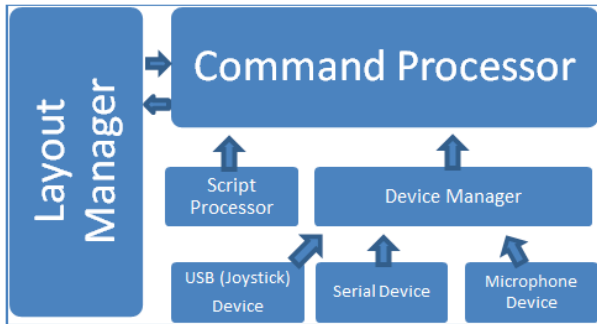 Layout
Manager
Command Processor
Script
Processor
Device Manager
USB (Joystick)
Device
Serial Device
Microphone
Device